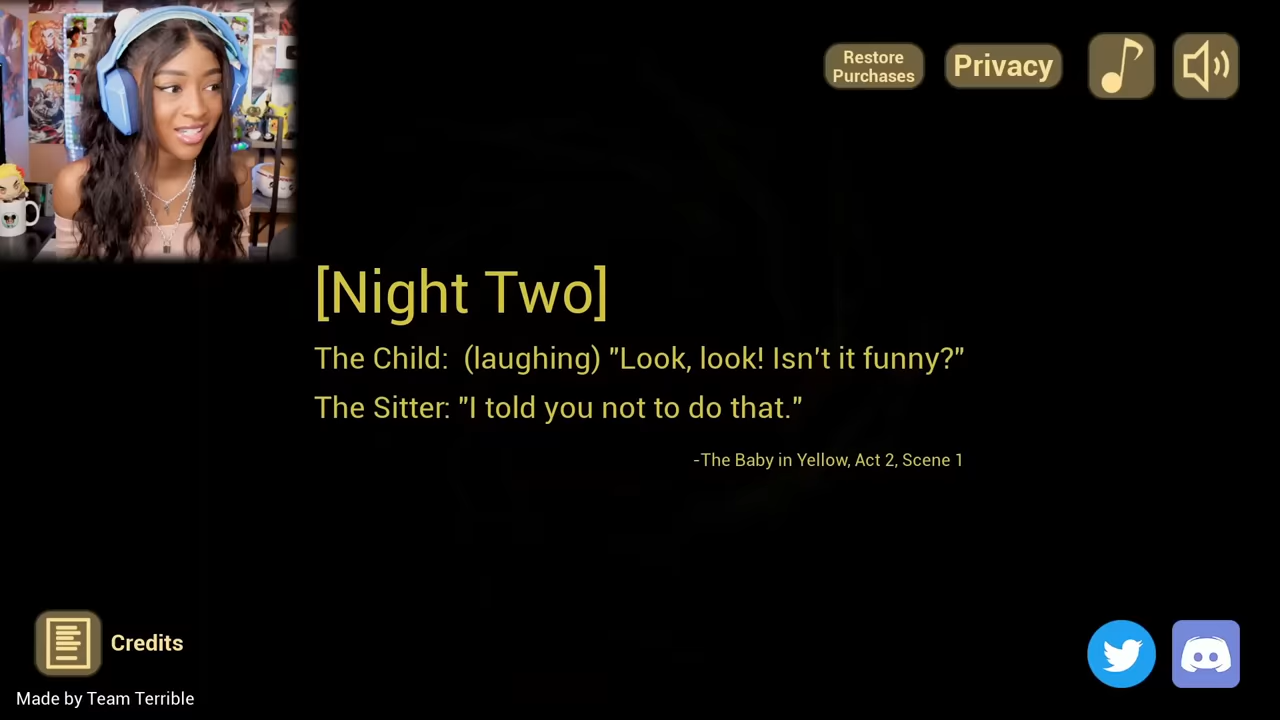 Restore
Purchases
Privacy
[Night Two]
The Child:  (laughing) "Look, look! Isn't it funny?"
The Sitter: "I told you not to do that."
-The Baby in Yellow, Act 2, Scene 1
Credits
Made by Team Terrible